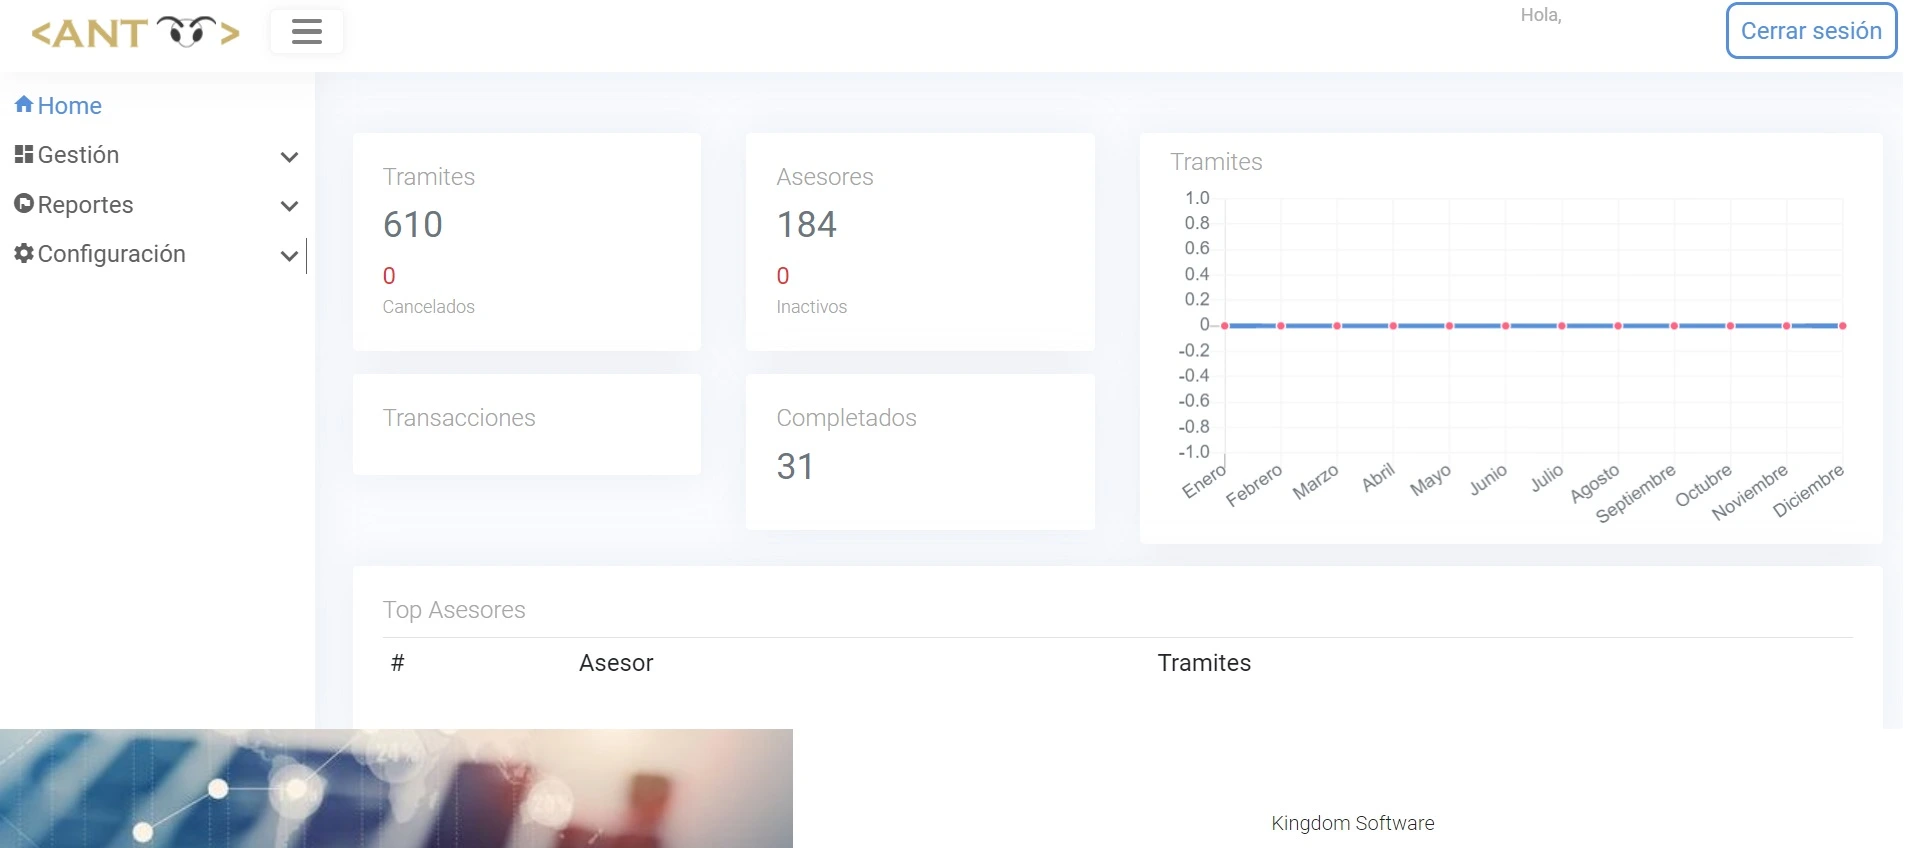 <ANT >
Hola,
Cerrar sesión
Home
Gestión
Reportes
Configuración
Tramites
610
0
Cancelados
Asesores
184
0
Inactivos
Transacciones
Completados
31
Tramites
1.0
0.8
0.6
0.4
0.2
0
-0.2
-0.4
-0.6
-0.8
-1.0
Enero
Febrero
Marzo
Abril
Mayo
Junio
Julio
Agosto
Septiembre
Octubre
Noviembre
Diciembre
Top Asesores
# Asesor Tramites
Kingdom Software